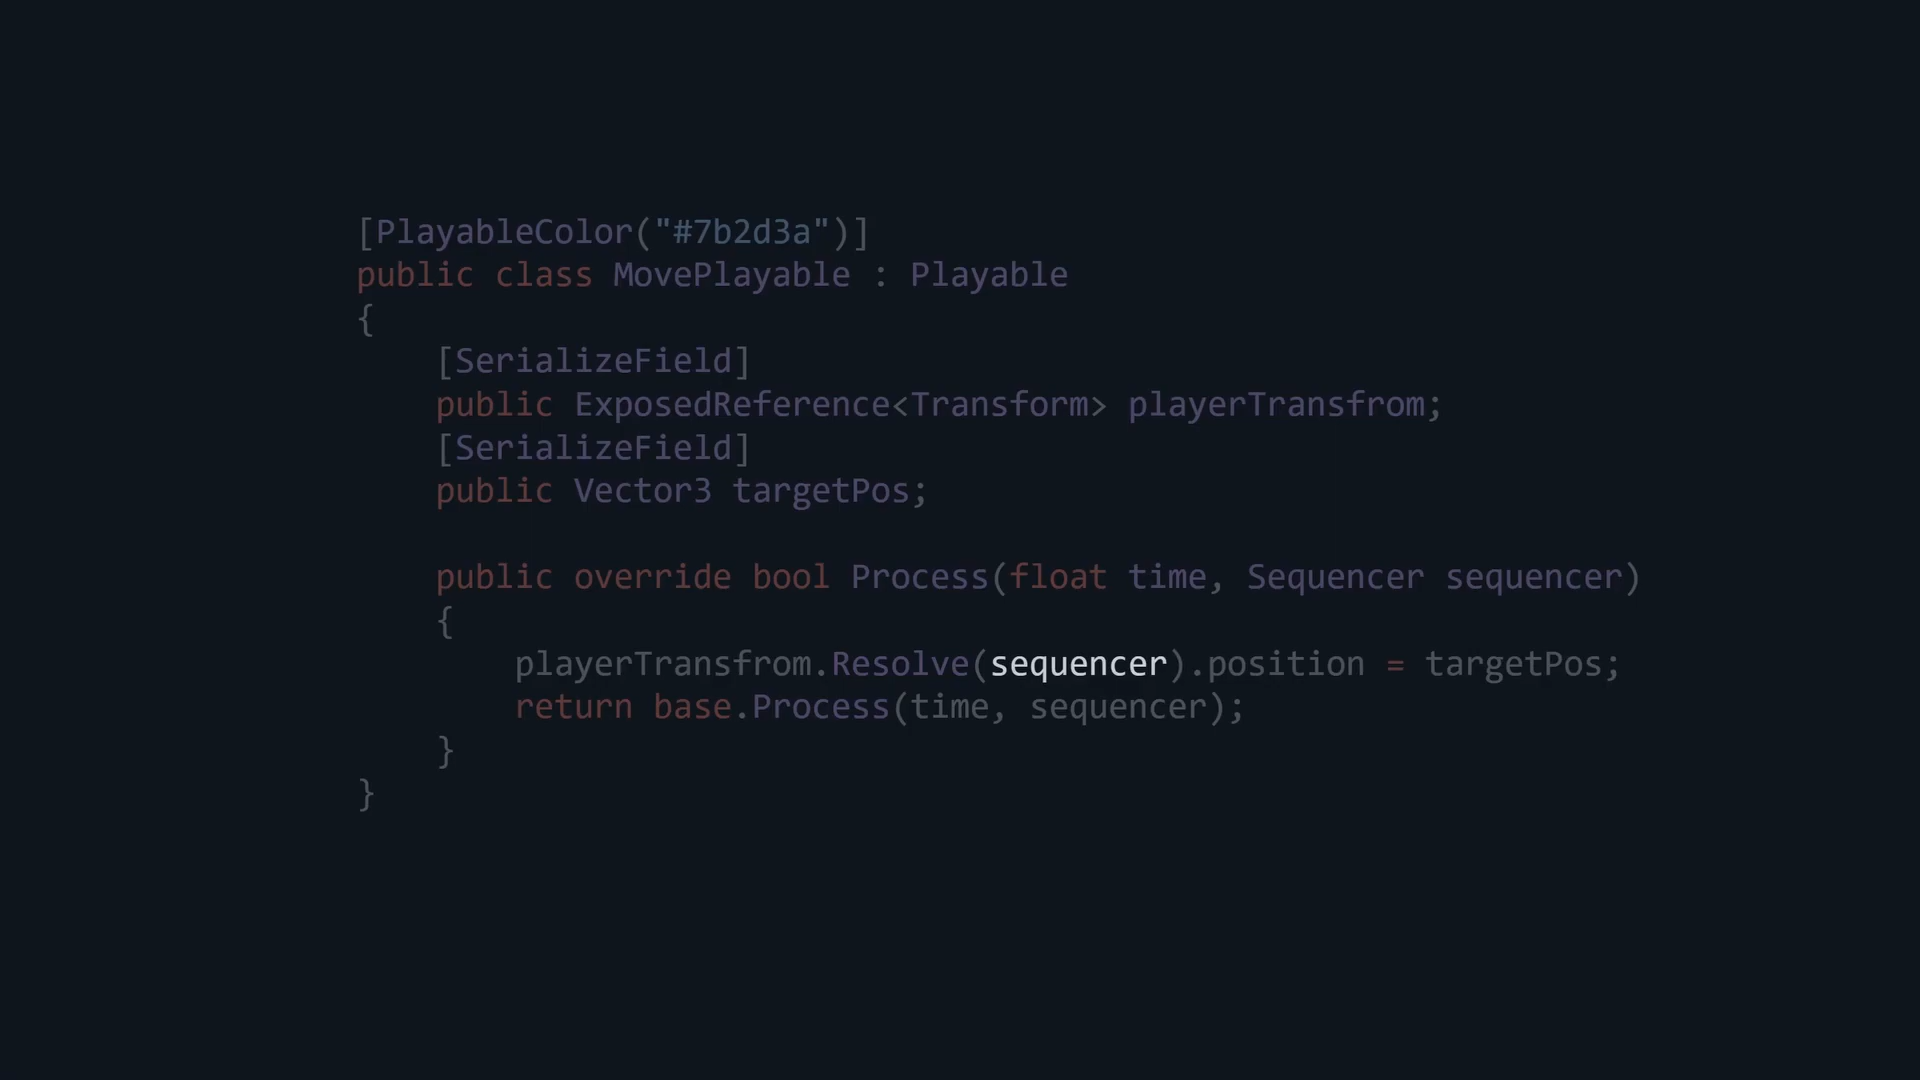 [PlayableColor("#7b2d3a")]
public class MovePlayable : Playable
{
    [SerializeField]
    public ExposedReference<Transform> playerTransfrom;
    [SerializeField]
    public Vector3 targetPos;

    public override bool Process(float time, Sequencer sequencer)
    {
        playerTransfrom.Resolve(sequencer).position = targetPos;
        return base.Process(time, sequencer);
    }
}